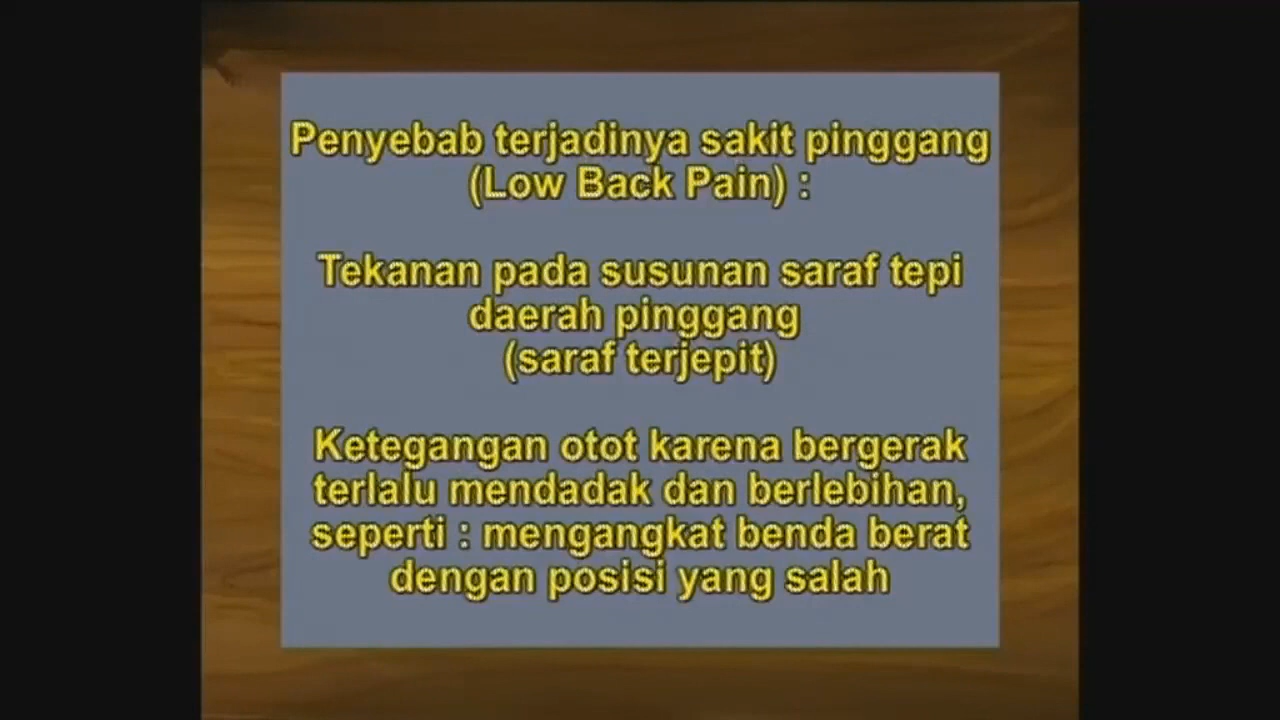 Penyebab terjadinya sakit pinggang
(Low Back Pain) :
Tekanan pada susunan saraf tepi
daerah pinggang
(saraf terjepit)
Ketegangan otot karena bergerak
terlalu mendadak dan berlebihan,
seperti : mengangkat benda berat
dengan posisi yang salah